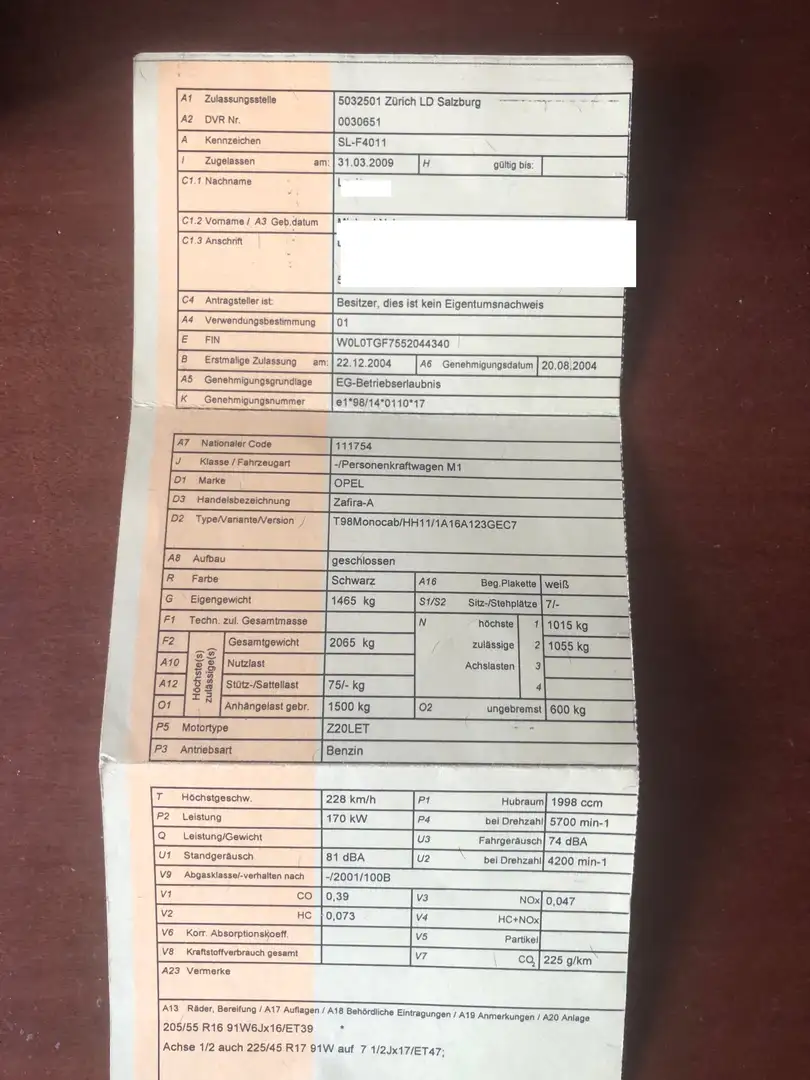 A1 Zulassungsstelle 5032501 Zürich LD Salzburg
A2 DVR Nr. 0030651
A Kennzeichen SL-F4011
I Zugelassen am: 31.03.2009 H gültig bis:
C1.1 Nachname L
C1.2 Vorname / A3 Geb.datum
C1.3 Anschrift
C4 Antragsteller ist: Besitzer, dies ist kein Eigentumsnachweis
A4 Verwendungsbestimmung 01
E FIN W0L0TGF7552044340
B Erstmalige Zulassung am: 22.12.2004 A6 Genehmigungsdatum 20.08.2004
A5 Genehmigungsgrundlage EG-Betriebserlaubnis
K Genehmigungsnummer e1*98/14*0110*17
A7 Nationaler Code 111754
J Klasse / Fahrzeugart -/Personenkraftwagen M1
D1 Marke OPEL
D3 Handelsbezeichnung Zafira-A
D2 Type/Variante/Version T98Monocab/HH11/1A16A123GEC7
A8 Aufbau geschlossen
R Farbe Schwarz A16 Beg.Plakette weiß
G Eigengewicht 1465 kg S1/S2 Sitz-/Stehplätze 7/-
F1 Techn. zul. Gesamtmasse N höchste 1 1015 kg
F2 Höchste(s) zulässige(s) Gesamtgewicht 2065 kg zulässige 2 1055 kg
A10 Nutzlast Achslasten 3
A12 Stütz-/Sattellast 75/- kg 4
O1 Anhängelast gebr. 1500 kg O2 ungebremst 600 kg
P5 Motortype Z20LET
P3 Antriebsart Benzin
T Höchstgeschw. 228 km/h P1 Hubraum 1998 ccm
P2 Leistung 170 kW P4 bei Drehzahl 5700 min-1
Q Leistung/Gewicht U3 Fahrgeräusch 74 dBA
U1 Standgeräusch 81 dBA U2 bei Drehzahl 4200 min-1
V9 Abgasklasse/-verhalten nach -/2001/100B
V1 CO 0,39 V3 NOx 0,047
V2 HC 0,073 V4 HC+NOx
V6 Korr. Absorptionskoeff. V5 Partikel
V8 Kraftstoffverbrauch gesamt V7 CO2 225 g/km
A23 Vermerke
A13 Räder, Bereifung / A17 Auflagen / A18 Behördliche Eintragungen / A19 Anmerkungen / A20 Anlage
205/55 R16 91W6Jx16/ET39 *
Achse 1/2 auch 225/45 R17 91W auf 7 1/2Jx17/ET47;